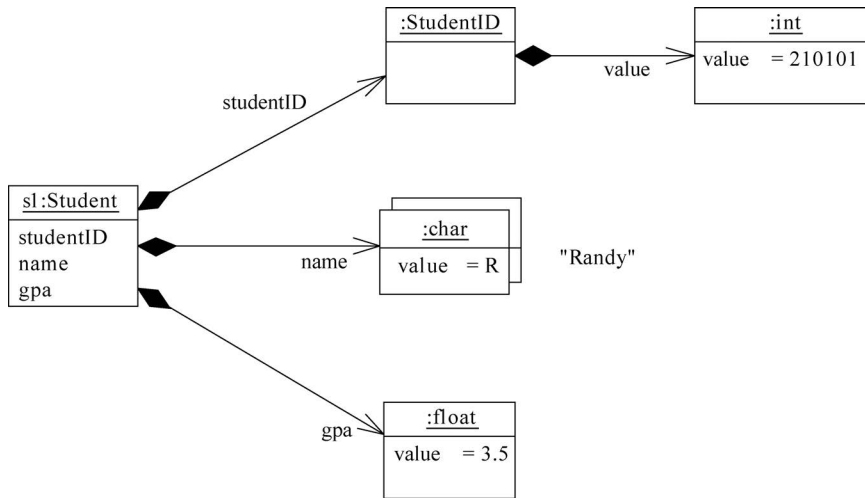 :StudentID
:int
value = 210101
value
studentID
s1:Student
studentID
name
gpa
:char
value = R
name
"Randy"
gpa
:float
value = 3.5